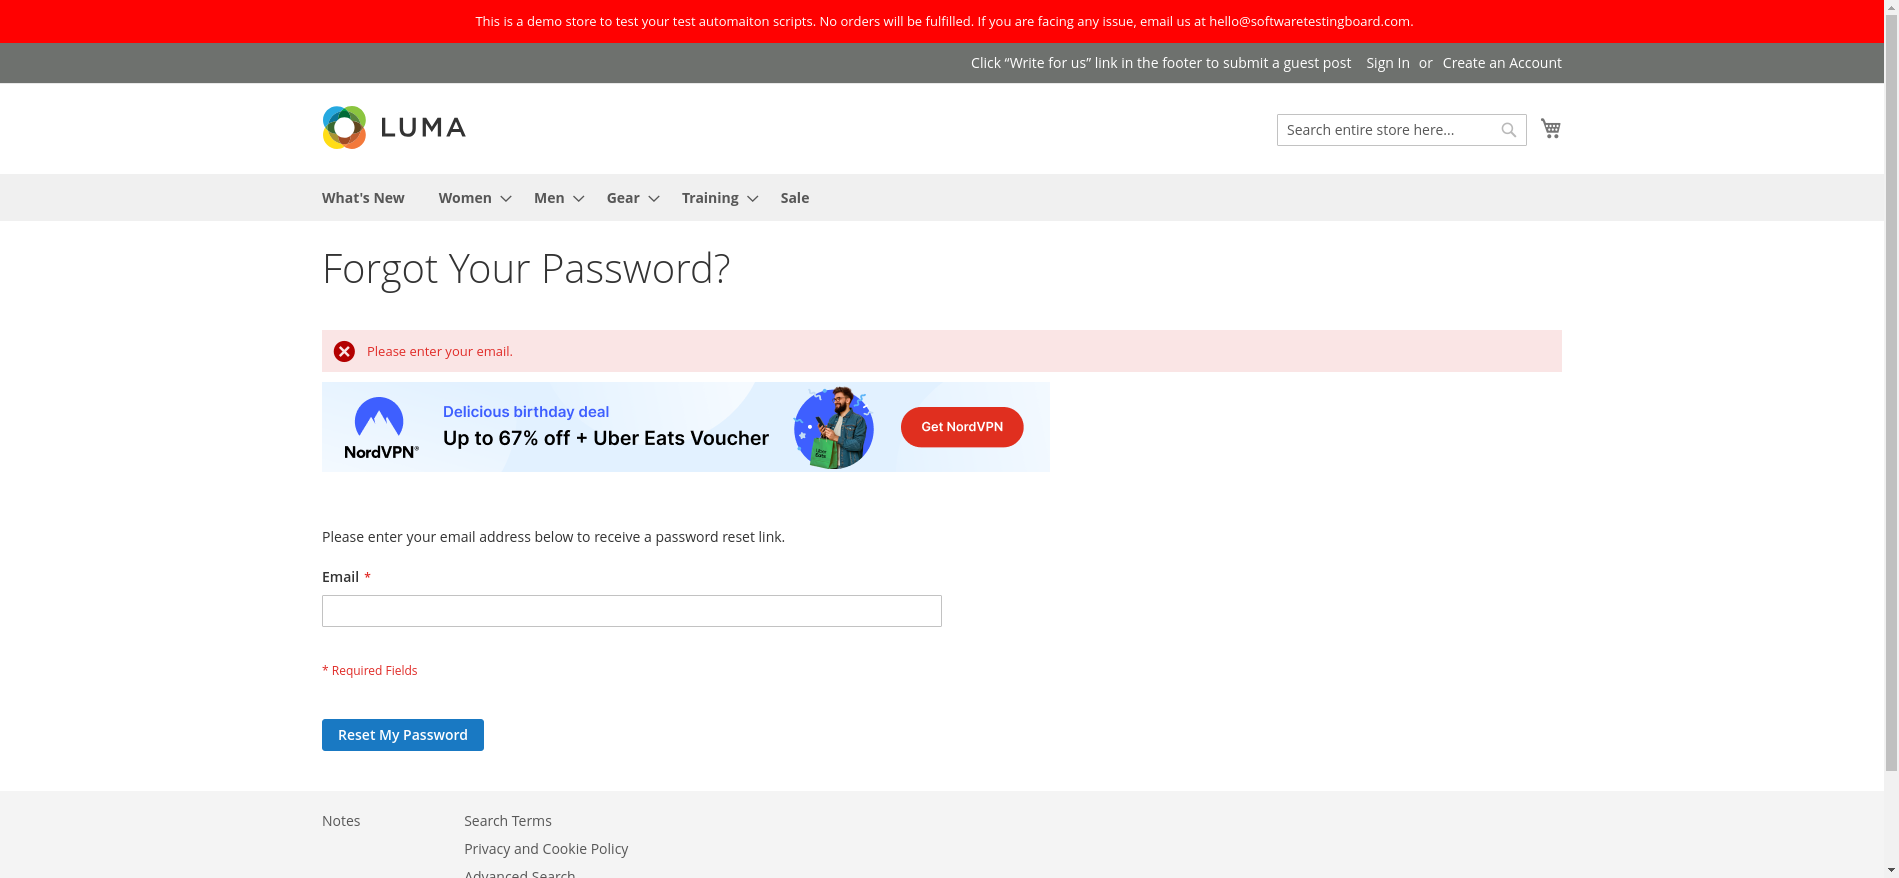 This is a demo store to test your test automaiton scripts. No orders will be fulfilled. If you are facing any issue, email us at hello@softwaretestingboard.com.
Click “Write for us” link in the footer to submit a guest post Sign In or Create an Account
LUMA
Search entire store here...
What's New Women Men Gear Training Sale
Forgot Your Password?
Please enter your email.
Delicious birthday deal
Up to 67% off + Uber Eats Voucher
NordVPN®
Uber Eats
Get NordVPN
Please enter your email address below to receive a password reset link.
Email *
* Required Fields
Reset My Password
Notes
Search Terms
Privacy and Cookie Policy
Advanced Search